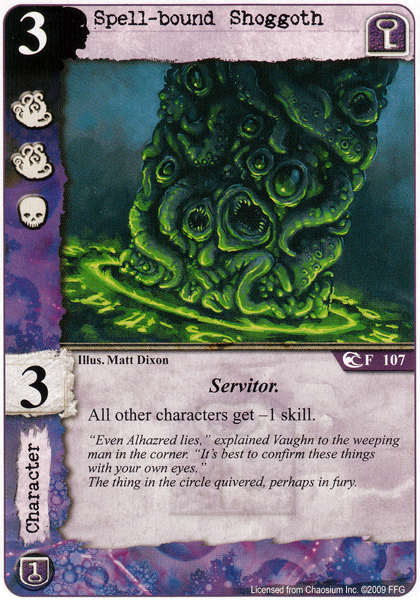 3
Spell-bound Shoggoth
Illus. Matt Dixon
F 107
3
Servitor.
All other characters get –1 skill.
“Even Alhazred lies,” explained Vaughn to the weeping
man in the corner. “It’s best to confirm these things
with your own eyes.”
The thing in the circle quivered, perhaps in fury.
Character
1
Licensed from Chaosium Inc. ©2009 FFG